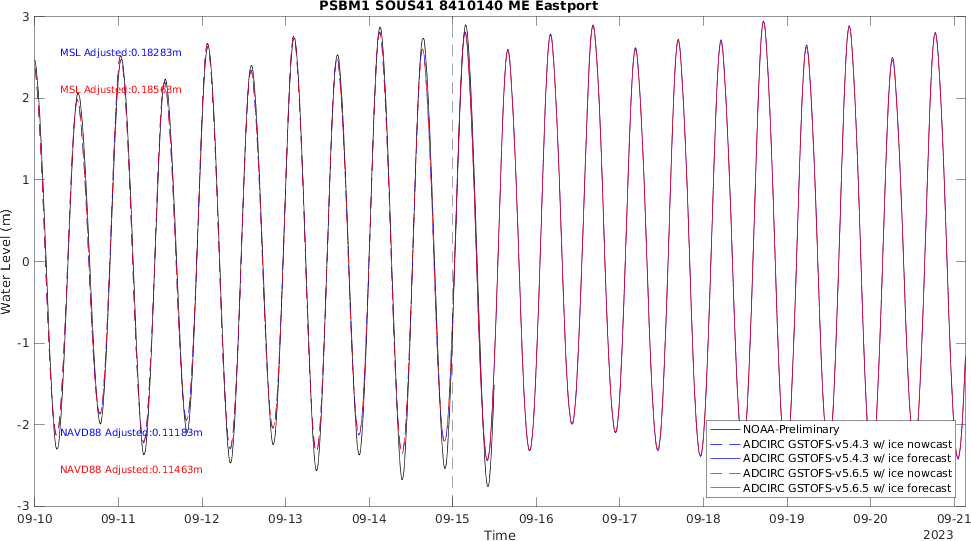 PSBM1 SOUS41 8410140 ME Eastport
3
MSL Adjusted:0.18283m
MSL Adjusted:0.18563m
2
1
0
-1
-2
-3
Water Level (m)
NAVD88 Adjusted:0.11183m
NAVD88 Adjusted:0.11463m
NOAA-Preliminary
ADCIRC GSTOFS-v5.4.3 w/ ice nowcast
ADCIRC GSTOFS-v5.4.3 w/ ice forecast
ADCIRC GSTOFS-v5.6.5 w/ ice nowcast
ADCIRC GSTOFS-v5.6.5 w/ ice forecast
09-10 09-11 09-12 09-13 09-14 09-15 09-16 09-17 09-18 09-19 09-20 09-21
Time
2023